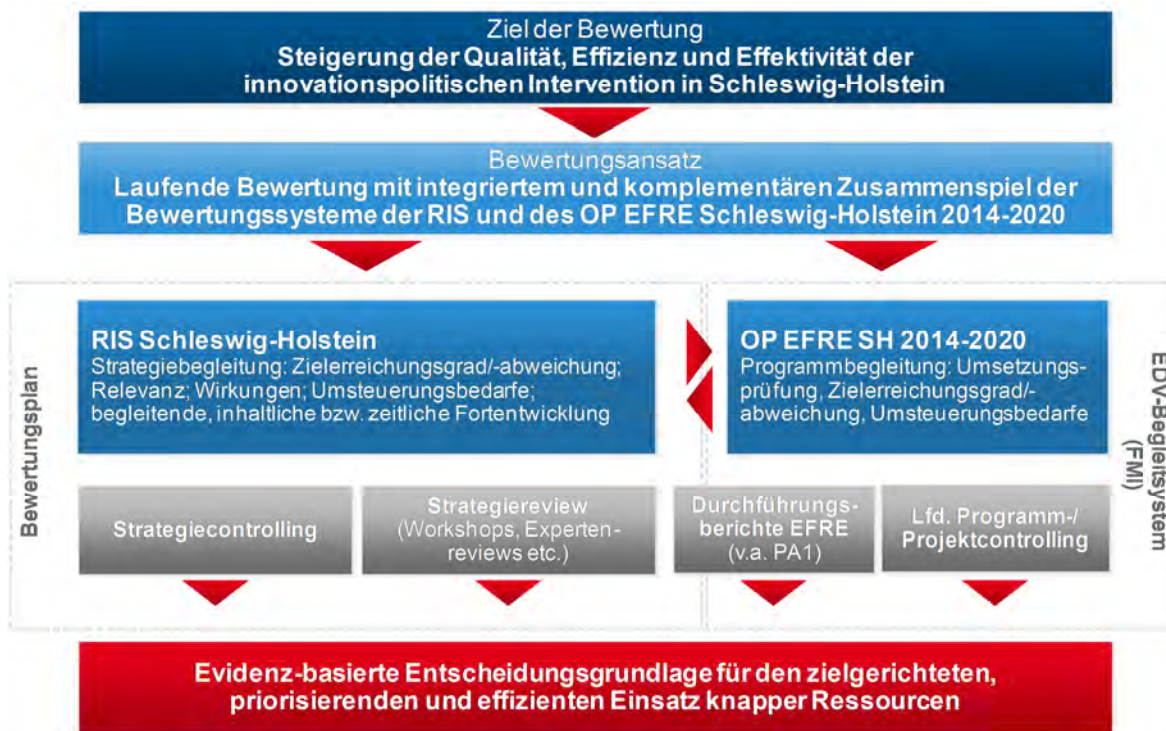 Ziel der Bewertung
Steigerung der Qualität, Effizienz und Effektivität der
innovationspolitischen Intervention in Schleswig-Holstein
Bewertungsansatz
Laufende Bewertung mit integriertem und komplementären Zusammenspiel der
Bewertungssysteme der RIS und des OP EFRE Schleswig-Holstein 2014-2020
Bewertungsplan
RIS Schleswig-Holstein
Strategiebegleitung: Zielerreichungsgrad/-abweichung;
Relevanz; Wirkungen; Umsteuerungsbedarfe;
begleitende, inhaltliche bzw. zeitliche Fortentwicklung
OP EFRE SH 2014-2020
Programmbegleitung: Umsetzungs-
prüfung, Zielerreichungsgrad/-
abweichung, Umsteuerungsbedarfe
EDV-Begleitsystem
(FMI)
Strategiecontrolling
Strategiereview
(Workshops, Experten-
reviews etc.)
Durchführungs-
berichte EFRE
(v.a. PA1)
Lfd. Programm-/
Projektcontrolling
Evidenz-basierte Entscheidungsgrundlage für den zielgerichteten,
priorisierenden und effizienten Einsatz knapper Ressourcen